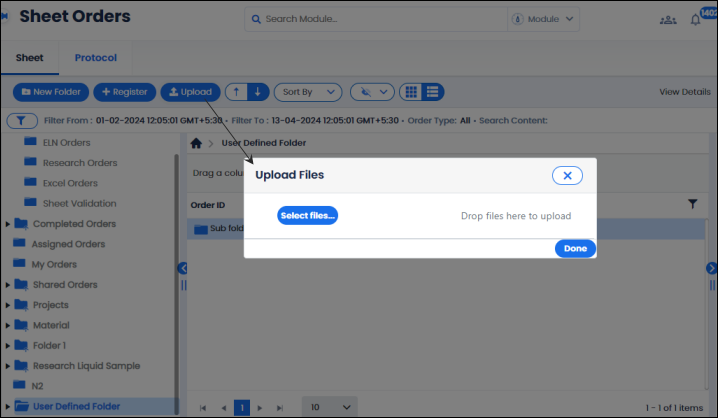 Sheet Orders
Search Module...
Module
1402
Sheet
Protocol
New Folder
+ Register
Upload
Sort By
View Details
Filter From : 01-02-2024 12:05:01 GMT+5:30 • Filter To : 13-04-2024 12:05:01 GMT+5:30 • Order Type: All • Search Content:
ELN Orders
Research Orders
Excel Orders
Sheet Validation
Completed Orders
Assigned Orders
My Orders
Shared Orders
Projects
Material
Folder 1
Research Liquid Sample
N2
User Defined Folder
User Defined Folder
Drag a colu
Order ID
Sub fold
Upload Files
Select files...
Drop files here to upload
Done
1
10
1 - 1 of 1 items